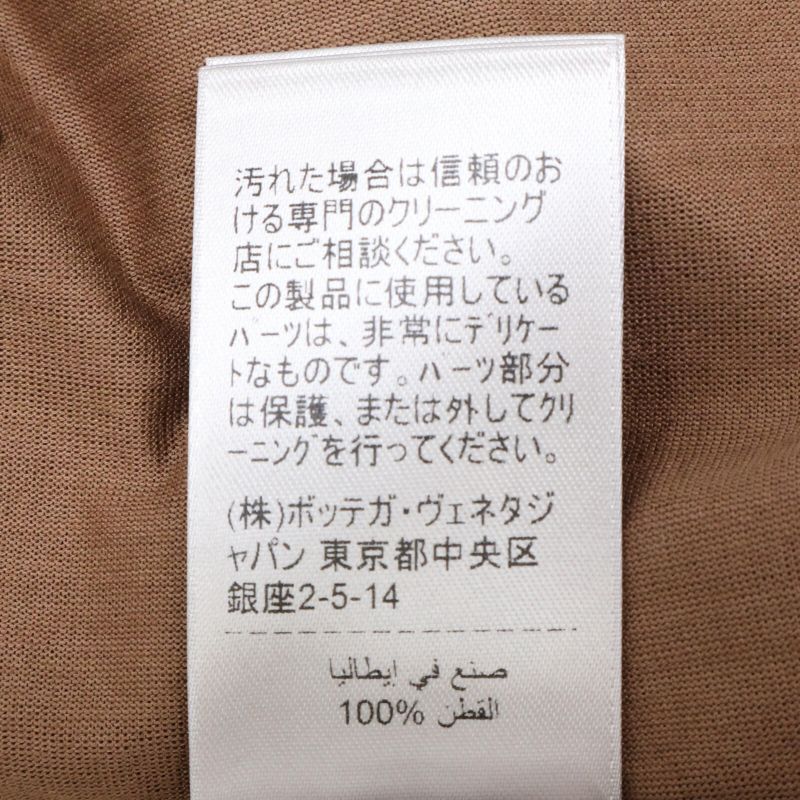 汚れた場合は信頼のお
ける専門のクリーニング
店にご相談ください。
この製品に使用している
パーツは、非常にデリケー
トなものです。パーツ部分
は保護、または外してクリ
ーニングを行ってください。
(株)ボッテガ・ヴェネタジ
ャパン 東京都中央区
銀座2-5-14
صنع في إيطاليا
القطن %100